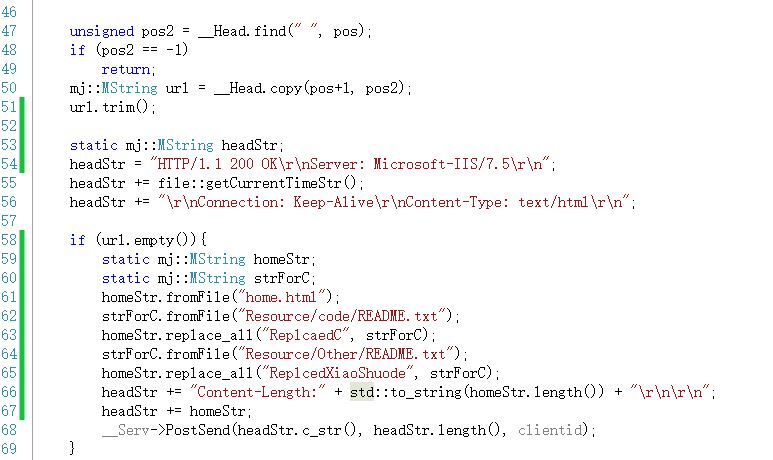 46
47 unsigned pos2 = __Head.find(" ", pos);
48 if (pos2 == -1)
49 return;
50 mj::MString url = __Head.copy(pos+1, pos2);
51 url.trim();
52
53 static mj::MString headStr;
54 headStr = "HTTP/1.1 200 OK\r\nServer: Microsoft-IIS/7.5\r\n";
55 headStr += file::getCurrentTimeStr();
56 headStr += "\r\nConnection: Keep-Alive\r\nContent-Type: text/html\r\n";
57
58 if (url.empty()){
59 static mj::MString homeStr;
60 static mj::MString strForC;
61 homeStr.fromFile("home.html");
62 strForC.fromFile("Resource/code/README.txt");
63 homeStr.replace_all("ReplcaedC", strForC);
64 strForC.fromFile("Resource/Other/README.txt");
65 homeStr.replace_all("ReplcedXiaoShuode", strForC);
66 headStr += "Content-Length:" + std::to_string(homeStr.length()) + "\r\n\r\n";
67 headStr += homeStr;
68 __Serv->PostSend(headStr.c_str(), headStr.length(), clientid);
69 }